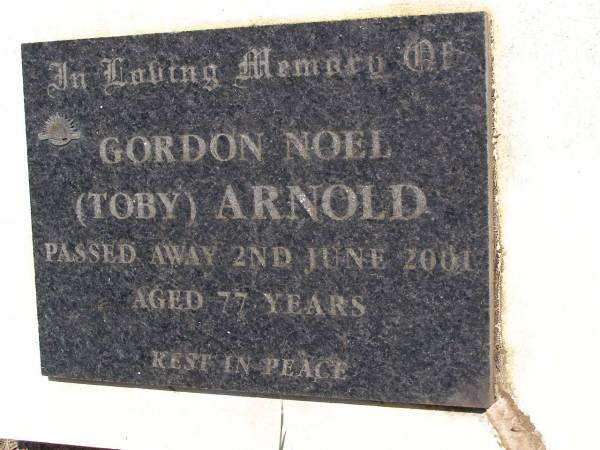 In Loving Memory Of
GORDON NOEL
(TOBY) ARNOLD
PASSED AWAY 2ND JUNE 2001
AGED 77 YEARS
REST IN PEACE